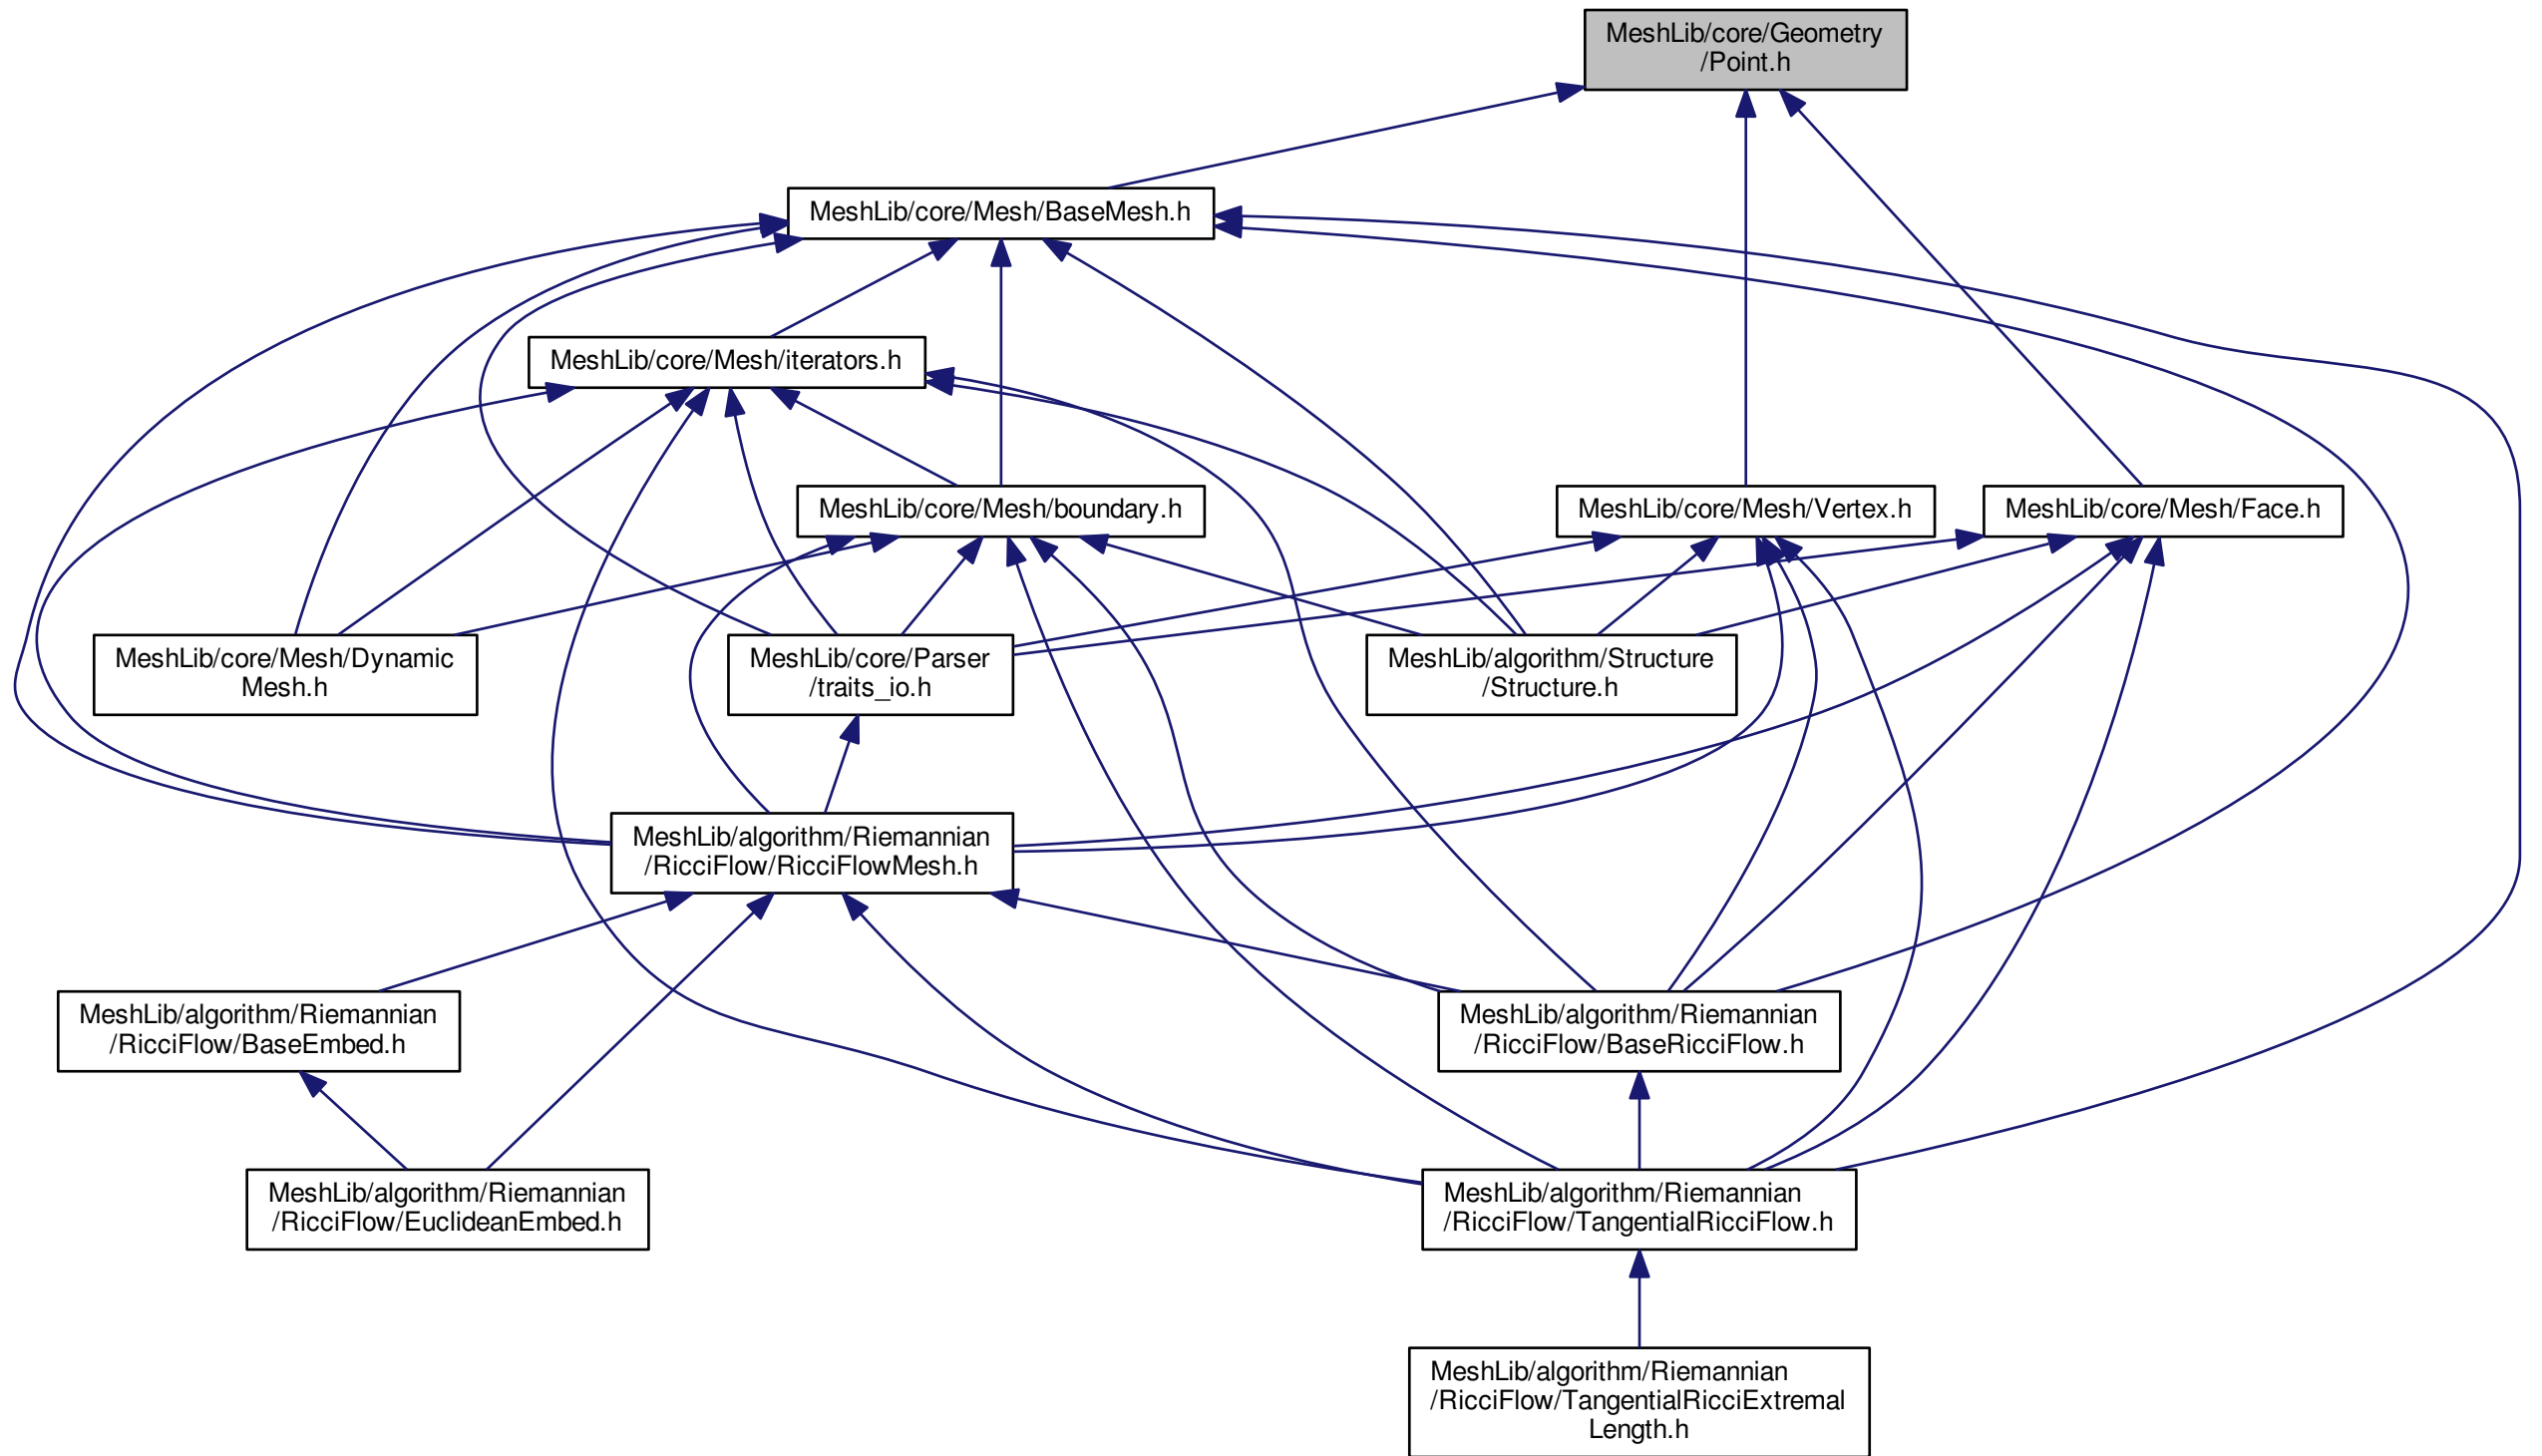 MeshLib/core/Geometry
/Point.h
MeshLib/core/Mesh/BaseMesh.h
MeshLib/core/Mesh/iterators.h
MeshLib/core/Mesh/boundary.h
MeshLib/core/Mesh/Vertex.h
MeshLib/core/Mesh/Face.h
MeshLib/core/Mesh/Dynamic
Mesh.h
MeshLib/core/Parser
/traits_io.h
MeshLib/algorithm/Structure
/Structure.h
MeshLib/algorithm/Riemannian
/RicciFlow/RicciFlowMesh.h
MeshLib/algorithm/Riemannian
/RicciFlow/BaseEmbed.h
MeshLib/algorithm/Riemannian
/RicciFlow/BaseRicciFlow.h
MeshLib/algorithm/Riemannian
/RicciFlow/EuclideanEmbed.h
MeshLib/algorithm/Riemannian
/RicciFlow/TangentialRicciFlow.h
MeshLib/algorithm/Riemannian
/RicciFlow/TangentialRicciExtremal
Length.h